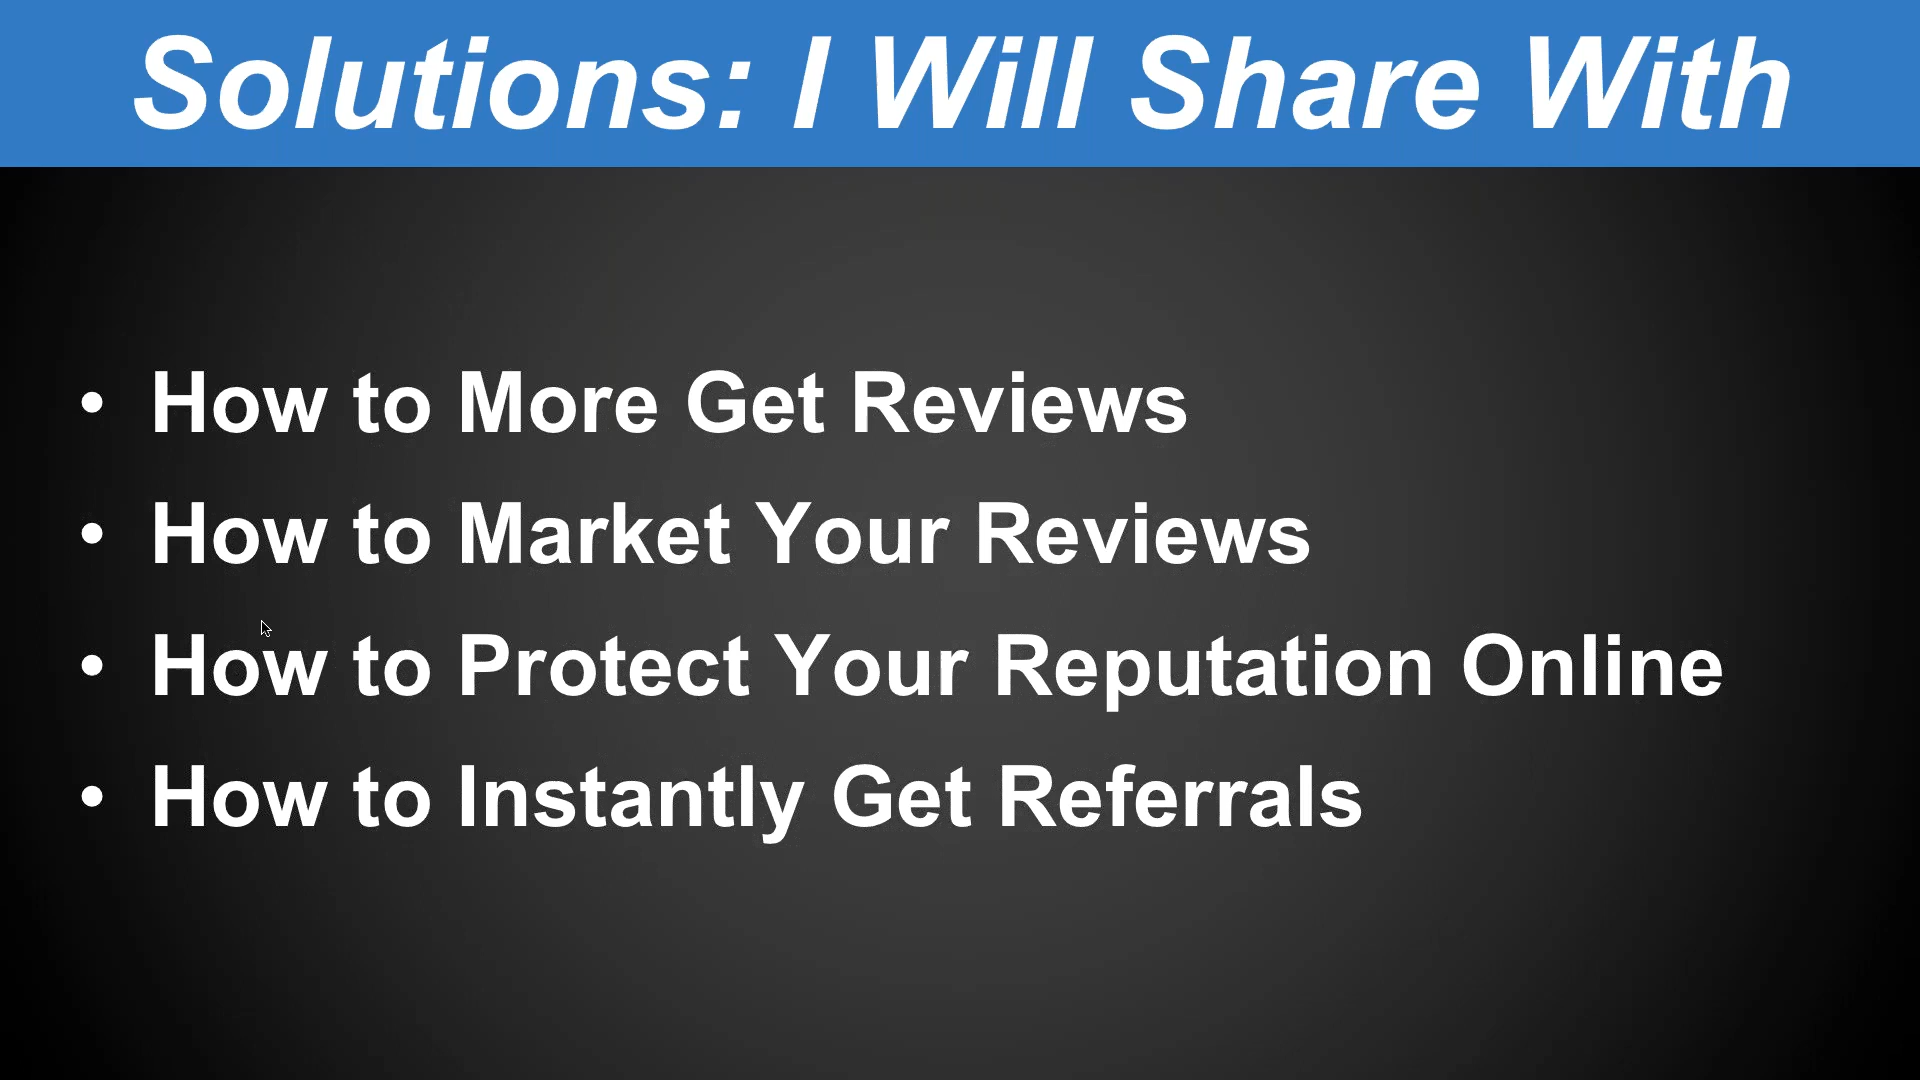 Solutions: I Will Share With
• How to More Get Reviews
• How to Market Your Reviews
• How to Protect Your Reputation Online
• How to Instantly Get Referrals